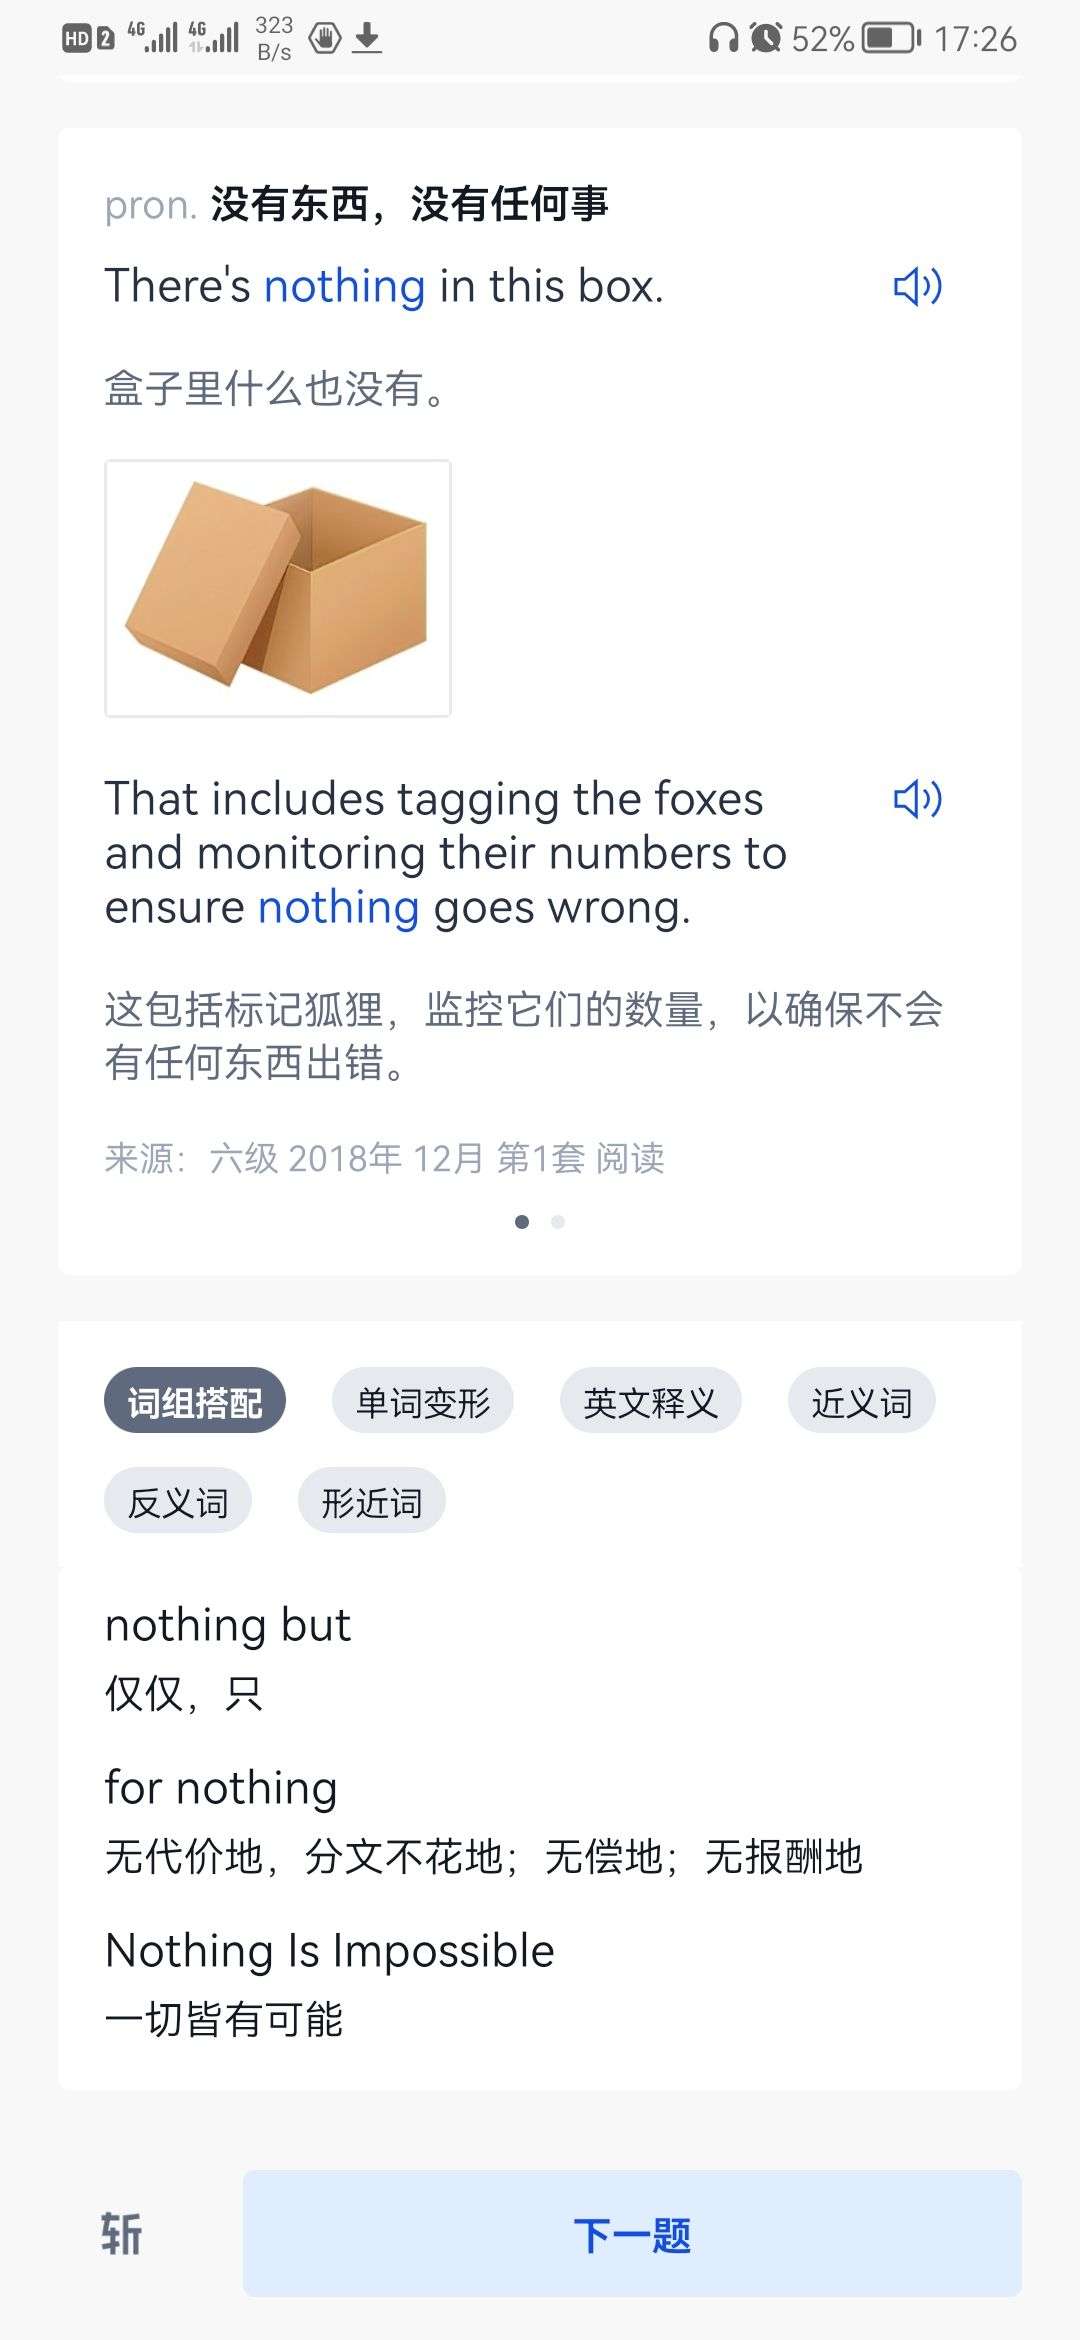 HD 2 4G 4G 323 B/s 52% 17:26
pron. 没有东西，没有任何事
There's nothing in this box.
盒子里什么也没有。
That includes tagging the foxes
and monitoring their numbers to
ensure nothing goes wrong.
这包括标记狐狸，监控它们的数量，以确保不会
有任何东西出错。
来源：六级 2018年 12月 第1套 阅读
词组搭配 单词变形 英文释义 近义词
反义词 形近词
nothing but
仅仅，只
for nothing
无代价地，分文不花地；无偿地；无报酬地
Nothing Is Impossible
一切皆有可能
斩 下一题